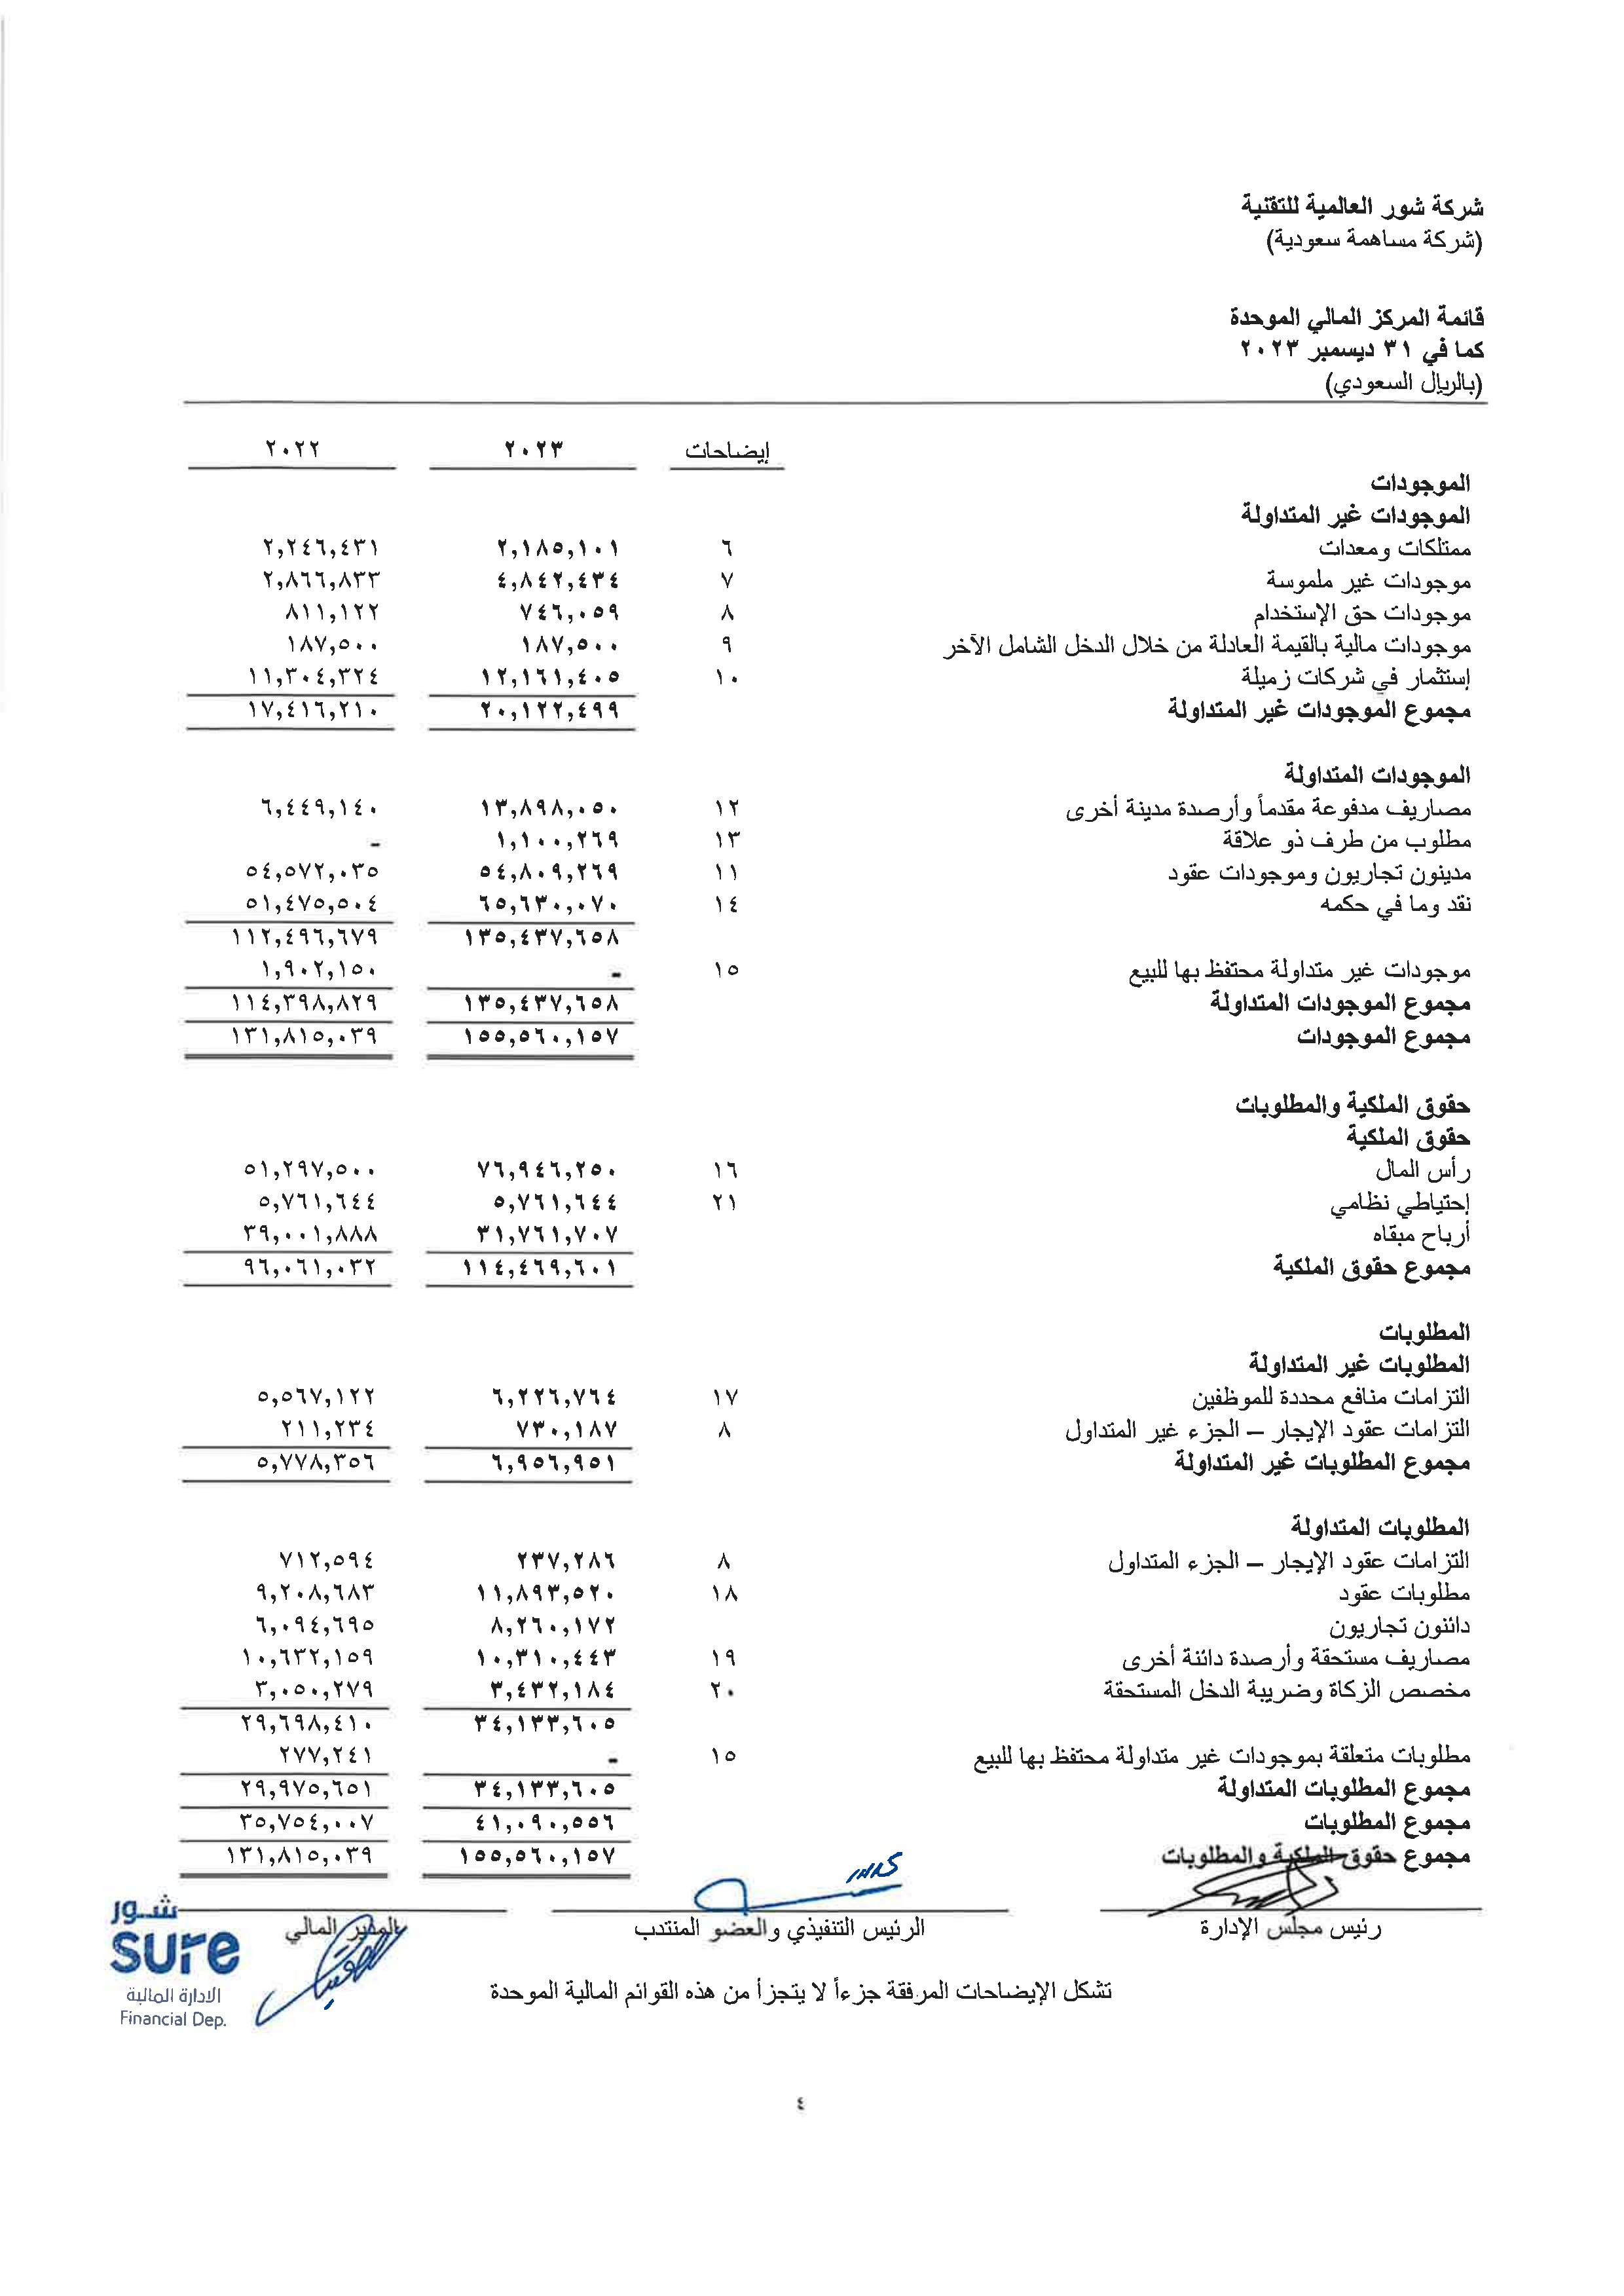 شركة شور العالمية للتقنية
(شركة مساهمة سعودية)
قائمة المركز المالي الموحدة
كما في ٣١ ديسمبر ٢٠٢٣
(بالريال السعودي)
إيضاحات ٢٠٢٣ ٢٠٢٢
الموجودات
الموجودات غير المتداولة
ممتلكات ومعدات ٦ ٢,١٨٥,١٠١ ٢,٢٤٦,٤٣١
موجودات غير ملموسة ٧ ٤,٨٤٢,٤٣٤ ٢,٨٦٦,٨٣٣
موجودات حق الإستخدام ٨ ٧٤٦,٠٥٩ ٨١١,١٢٢
موجودات مالية بالقيمة العادلة من خلال الدخل الشامل الآخر ٩ ١٨٧,٥٠٠ ١٨٧,٥٠٠
إستثمار في شركات زميلة ١٠ ١٢,١٦١,٤٠٥ ١١,٣٠٤,٣٢٤
مجموع الموجودات غير المتداولة ٢٠,١٢٢,٤٩٩ ١٧,٤١٦,٢١٠
الموجودات المتداولة
مصاريف مدفوعة مقدماً وأرصدة مدينة أخرى ١٢ ١٣,٨٩٨,٠٥٠ ٦,٤٤٩,١٤٠
مطلوب من طرف ذو علاقة ١٣ ١,١٠٠,٢٦٩ -
مدينون تجاريون وموجودات عقود ١١ ٥٤,٨٠٩,٢٦٩ ٥٤,٥٧٢,٠٣٥
نقد وما في حكمه ١٤ ٦٥,٦٣٠,٠٧٠ ٥١,٤٧٥,٥٠٤
١٣٥,٤٣٧,٦٥٨ ١١٢,٤٩٦,٦٧٩
موجودات غير متداولة محتفظ بها للبيع ١٥ - ١,٩٠٢,١٥٠
مجموع الموجودات المتداولة ١٣٥,٤٣٧,٦٥٨ ١١٤,٣٩٨,٨٢٩
مجموع الموجودات ١٥٥,٥٦٠,١٥٧ ١٣١,٨١٥,٠٣٩
حقوق الملكية والمطلوبات
حقوق الملكية
رأس المال ١٦ ٧٦,٩٤٦,٢٥٠ ٥١,٢٩٧,٥٠٠
إحتياطي نظامي ٢١ ٥,٧٦١,٦٤٤ ٥,٧٦١,٦٤٤
أرباح مبقاه ٣١,٧٦١,٧٠٧ ٣٩,٠٠١,٨٨٨
مجموع حقوق الملكية ١١٤,٤٦٩,٦٠١ ٩٦,٠٦١,٠٣٢
المطلوبات
المطلوبات غير المتداولة
التزامات منافع محددة للموظفين ١٧ ٦,٢٢٦,٧٦٤ ٥,٥٦٧,١٢٢
التزامات عقود الإيجار – الجزء غير المتداول ٨ ٧٣٠,١٨٧ ٢١١,٢٣٤
مجموع المطلوبات غير المتداولة ٦,٩٥٦,٩٥١ ٥,٧٧٨,٣٥٦
المطلوبات المتداولة
التزامات عقود الإيجار – الجزء المتداول ٨ ٢٣٧,٢٨٦ ٧١٢,٥٩٤
مطلوبات عقود ١٨ ١١,٨٩٣,٥٢٠ ٩,٢٠٨,٦٨٣
دائنون تجاريون ٨,٢٦٠,١٧٢ ٦,٠٩٤,٦٩٥
مصاريف مستحقة وأرصدة دائنة أخرى ١٩ ١٠,٣١٠,٤٤٣ ١٠,٦٣٢,١٥٩
مخصص الزكاة وضريبة الدخل المستحقة ٢٠ ٣,٤٣٢,١٨٤ ٣,٠٥٠,٢٧٩
٣٤,١٣٣,٦٠٥ ٢٩,٦٩٨,٤١٠
مطلوبات متعلقة بموجودات غير متداولة محتفظ بها للبيع ١٥ - ٢٧٧,٢٤١
مجموع المطلوبات المتداولة ٣٤,١٣٣,٦٠٥ ٢٩,٩٧٥,٦٥١
مجموع المطلوبات ٤١,٠٩٠,٥٥٦ ٣٥,٧٥٤,٠٠٧
مجموع حقوق الملكية والمطلوبات ١٥٥,٥٦٠,١٥٧ ١٣١,٨١٥,٠٣٩
رئيس مجلس الإدارة الرئيس التنفيذي والعضو المنتدب المدير المالي
شور
sure
الادارة المالية
Financial Dep.
تشكل الإيضاحات المرفقة جزءاً لا يتجزأ من هذه القوائم المالية الموحدة
٤